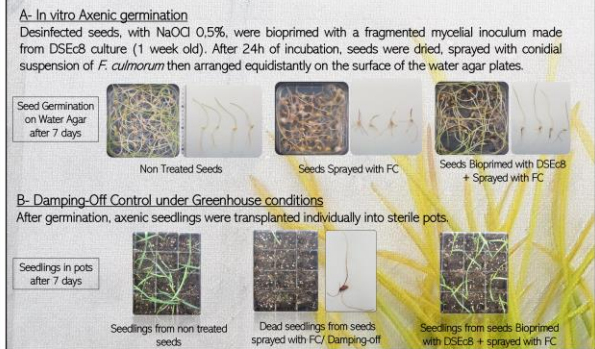 A- In vitro Axenic germination
Desinfected seeds, with NaOCl 0,5%, were bioprimed with a fragmented mycelial inoculum made
from DSEc8 culture (1 week old). After 24h of incubation, seeds were dried, sprayed with conidial
suspension of F. culmorum then arranged equidistantly on the surface of the water agar plates.
Seed Germination
on Water Agar
after 7 days
Non Treated Seeds
Seeds Sprayed with FC
Seeds Bioprimed with DSEc8
+ Sprayed with FC
B- Damping-Off Control under Greenhouse conditions
After germination, axenic seedlings were transplanted individually into sterile pots.
Seedlings in pots
after 7 days
Seedlings from non treated
seeds
Dead seedlings from seeds
sprayed with FC/ Damping-off
Seedlings from seeds Bioprimed
with DSEc8 + sprayed with FC